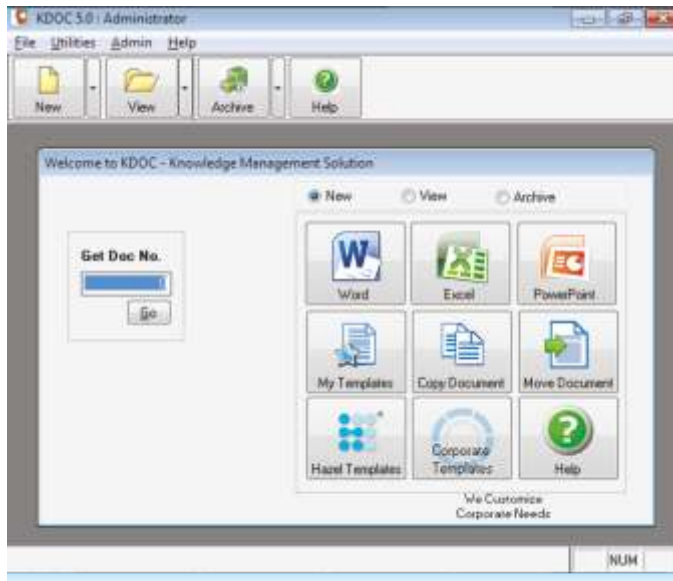 KDOC 5.0 : Administrator
File Utilities Admin Help
New View Archive Help
Welcome to KDOC - Knowledge Management Solution
New View Archive
Get Doc No.
1
Go
Word Excel PowerPoint
My Templates Copy Document Move Document
Hazel Templates Corporate Templates Help
We Customize
Corporate Needs
NUM